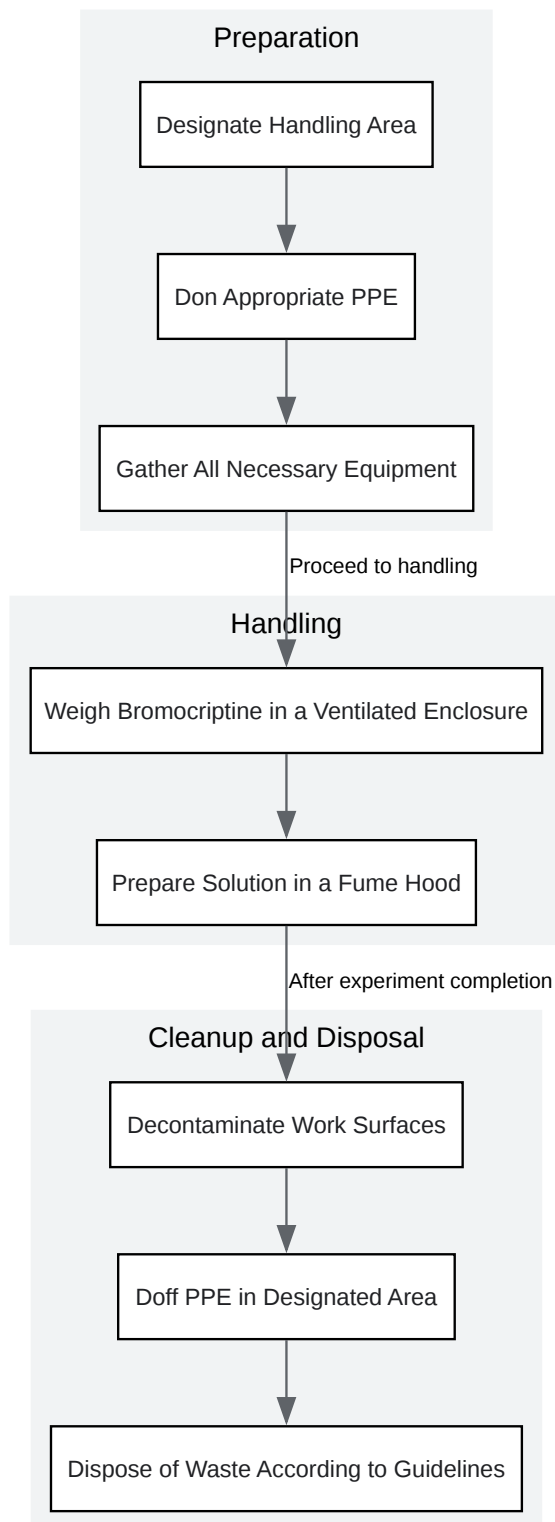 Preparation
Designate Handling Area
Don Appropriate PPE
Gather All Necessary Equipment
Proceed to handling
Handling
Weigh Bromocriptine in a Ventilated Enclosure
Prepare Solution in a Fume Hood
After experiment completion
Cleanup and Disposal
Decontaminate Work Surfaces
Doff PPE in Designated Area
Dispose of Waste According to Guidelines